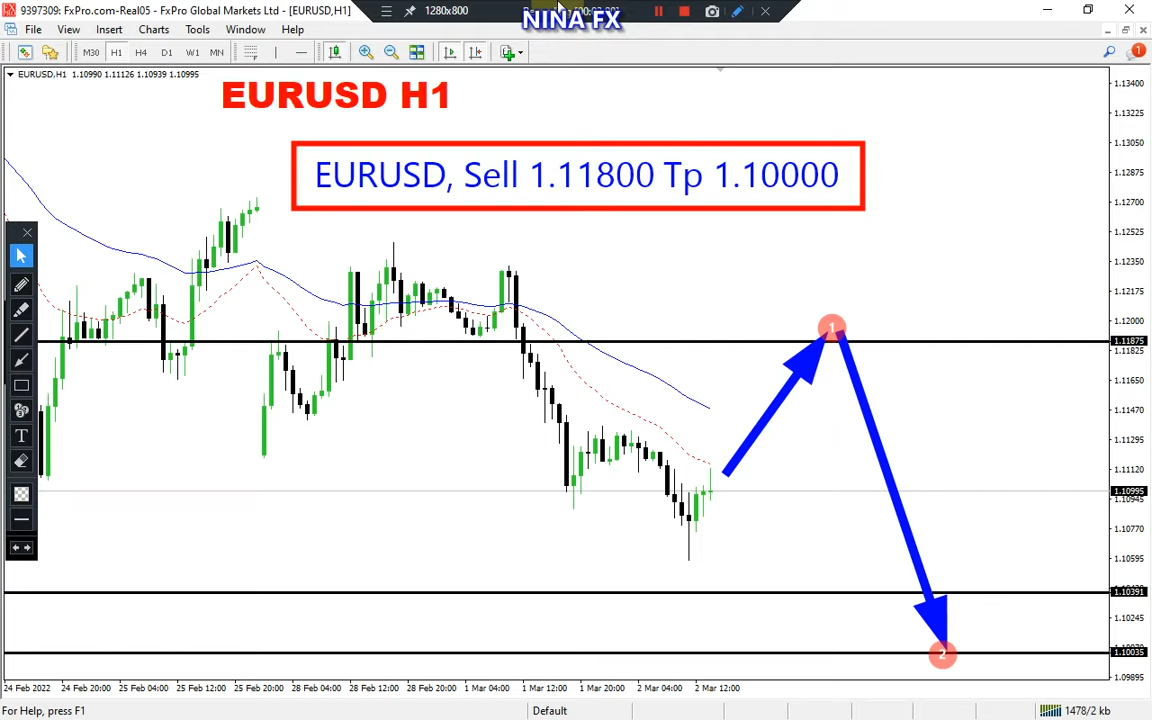 9397309: FxPro.com-Real05 - FxPro Global Markets Ltd - [EURUSD,H1]
1280x800
NINA FX
File View Insert Charts Tools Window Help
M30 H1 H4 D1 W1 MN
1
EURUSD,H1 1.10990 1.11126 1.10939 1.10995
EURUSD H1
EURUSD, Sell 1.11800 Tp 1.10000
1.13400
1.13225
1.13050
1.12875
1.12700
1.12525
1.12350
1.12175
1.12000
1
1.11875
1.11825
1.11650
1.11470
1.11295
1.11120
1.10995
1.10945
1.10770
1.10595
1.10391
1.10245
1.10035
2
1.09895
24 Feb 2022 24 Feb 20:00 25 Feb 04:00 25 Feb 12:00 25 Feb 20:00 28 Feb 04:00 28 Feb 12:00 28 Feb 20:00 1 Mar 04:00 1 Mar 12:00 1 Mar 20:00 2 Mar 04:00 2 Mar 12:00
For Help, press F1
Default
1478/2 kb